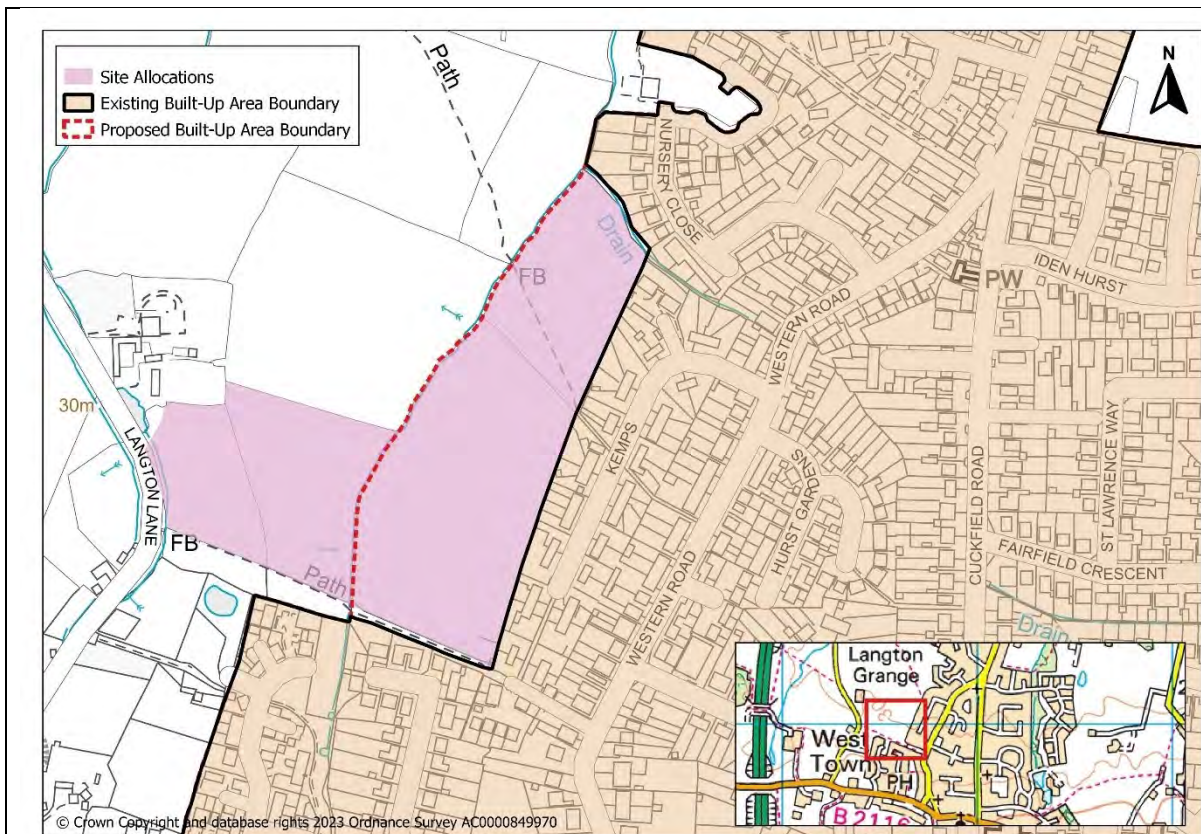 Site Allocations
Existing Built-Up Area Boundary
Proposed Built-Up Area Boundary
Path
N
NURSERY CLOSE
Drain
FB
WESTERN ROAD
PW
IDEN HURST
30m
LANGTON LANE
KEMPS
HURST GARDENS
CUCKFIELD ROAD
ST LAWRENCE WAY
FB
Path
WESTERN ROAD
FAIRFIELD CRESCENT
Drain
Langton
Grange
West
Town
PH
B 2116
© Crown Copyright and database rights 2023 Ordnance Survey AC0000849970